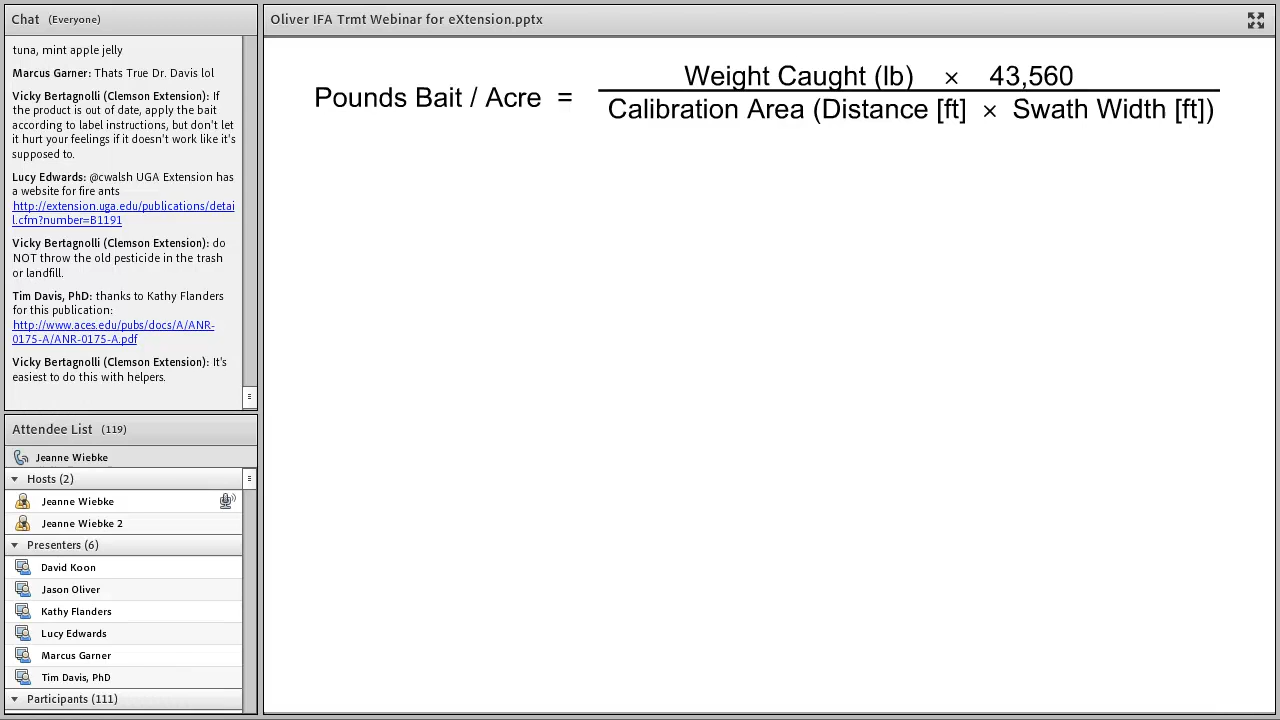 Chat (Everyone)
tuna, mint apple jelly
Marcus Garner: Thats True Dr. Davis lol
Vicky Bertagnolli (Clemson Extension): If
the product is out of date, apply the bait
according to label instructions, but don't let
it hurt your feelings if it doesn't work like it's
supposed to.
Lucy Edwards: @cwalsh UGA Extension has
a website for fire ants
http://extension.uga.edu/publications/detai
l.cfm?number=B1191
Vicky Bertagnolli (Clemson Extension): do
NOT throw the old pesticide in the trash
or landfill.
Tim Davis, PhD: thanks to Kathy Flanders
for this publication:
http://www.aces.edu/pubs/docs/A/ANR-
0175-A/ANR-0175-A.pdf
Vicky Bertagnolli (Clemson Extension): It's
easiest to do this with helpers.
Attendee List (119)
Jeanne Wiebke
Hosts (2)
Jeanne Wiebke
Jeanne Wiebke 2
Presenters (6)
David Koon
Jason Oliver
Kathy Flanders
Lucy Edwards
Marcus Garner
Tim Davis, PhD
Participants (111)
Oliver IFA Trmt Webinar for eXtension.pptx
Weight Caught (lb) × 43,560
Pounds Bait / Acre =
Calibration Area (Distance [ft] × Swath Width [ft])